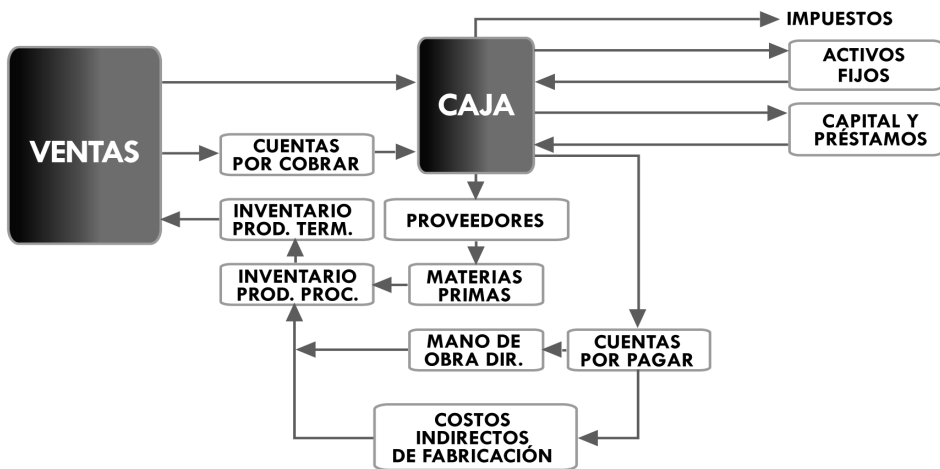 IMPUESTOS
ACTIVOS
FIJOS
CAJA
CAPITAL Y
PRÉSTAMOS
VENTAS
CUENTAS
POR COBRAR
INVENTARIO
PROD. TERM.
PROVEEDORES
INVENTARIO
PROD. PROC.
MATERIAS
PRIMAS
MANO DE
OBRA DIR.
CUENTAS
POR PAGAR
COSTOS
INDIRECTOS
DE FABRICACIÓN